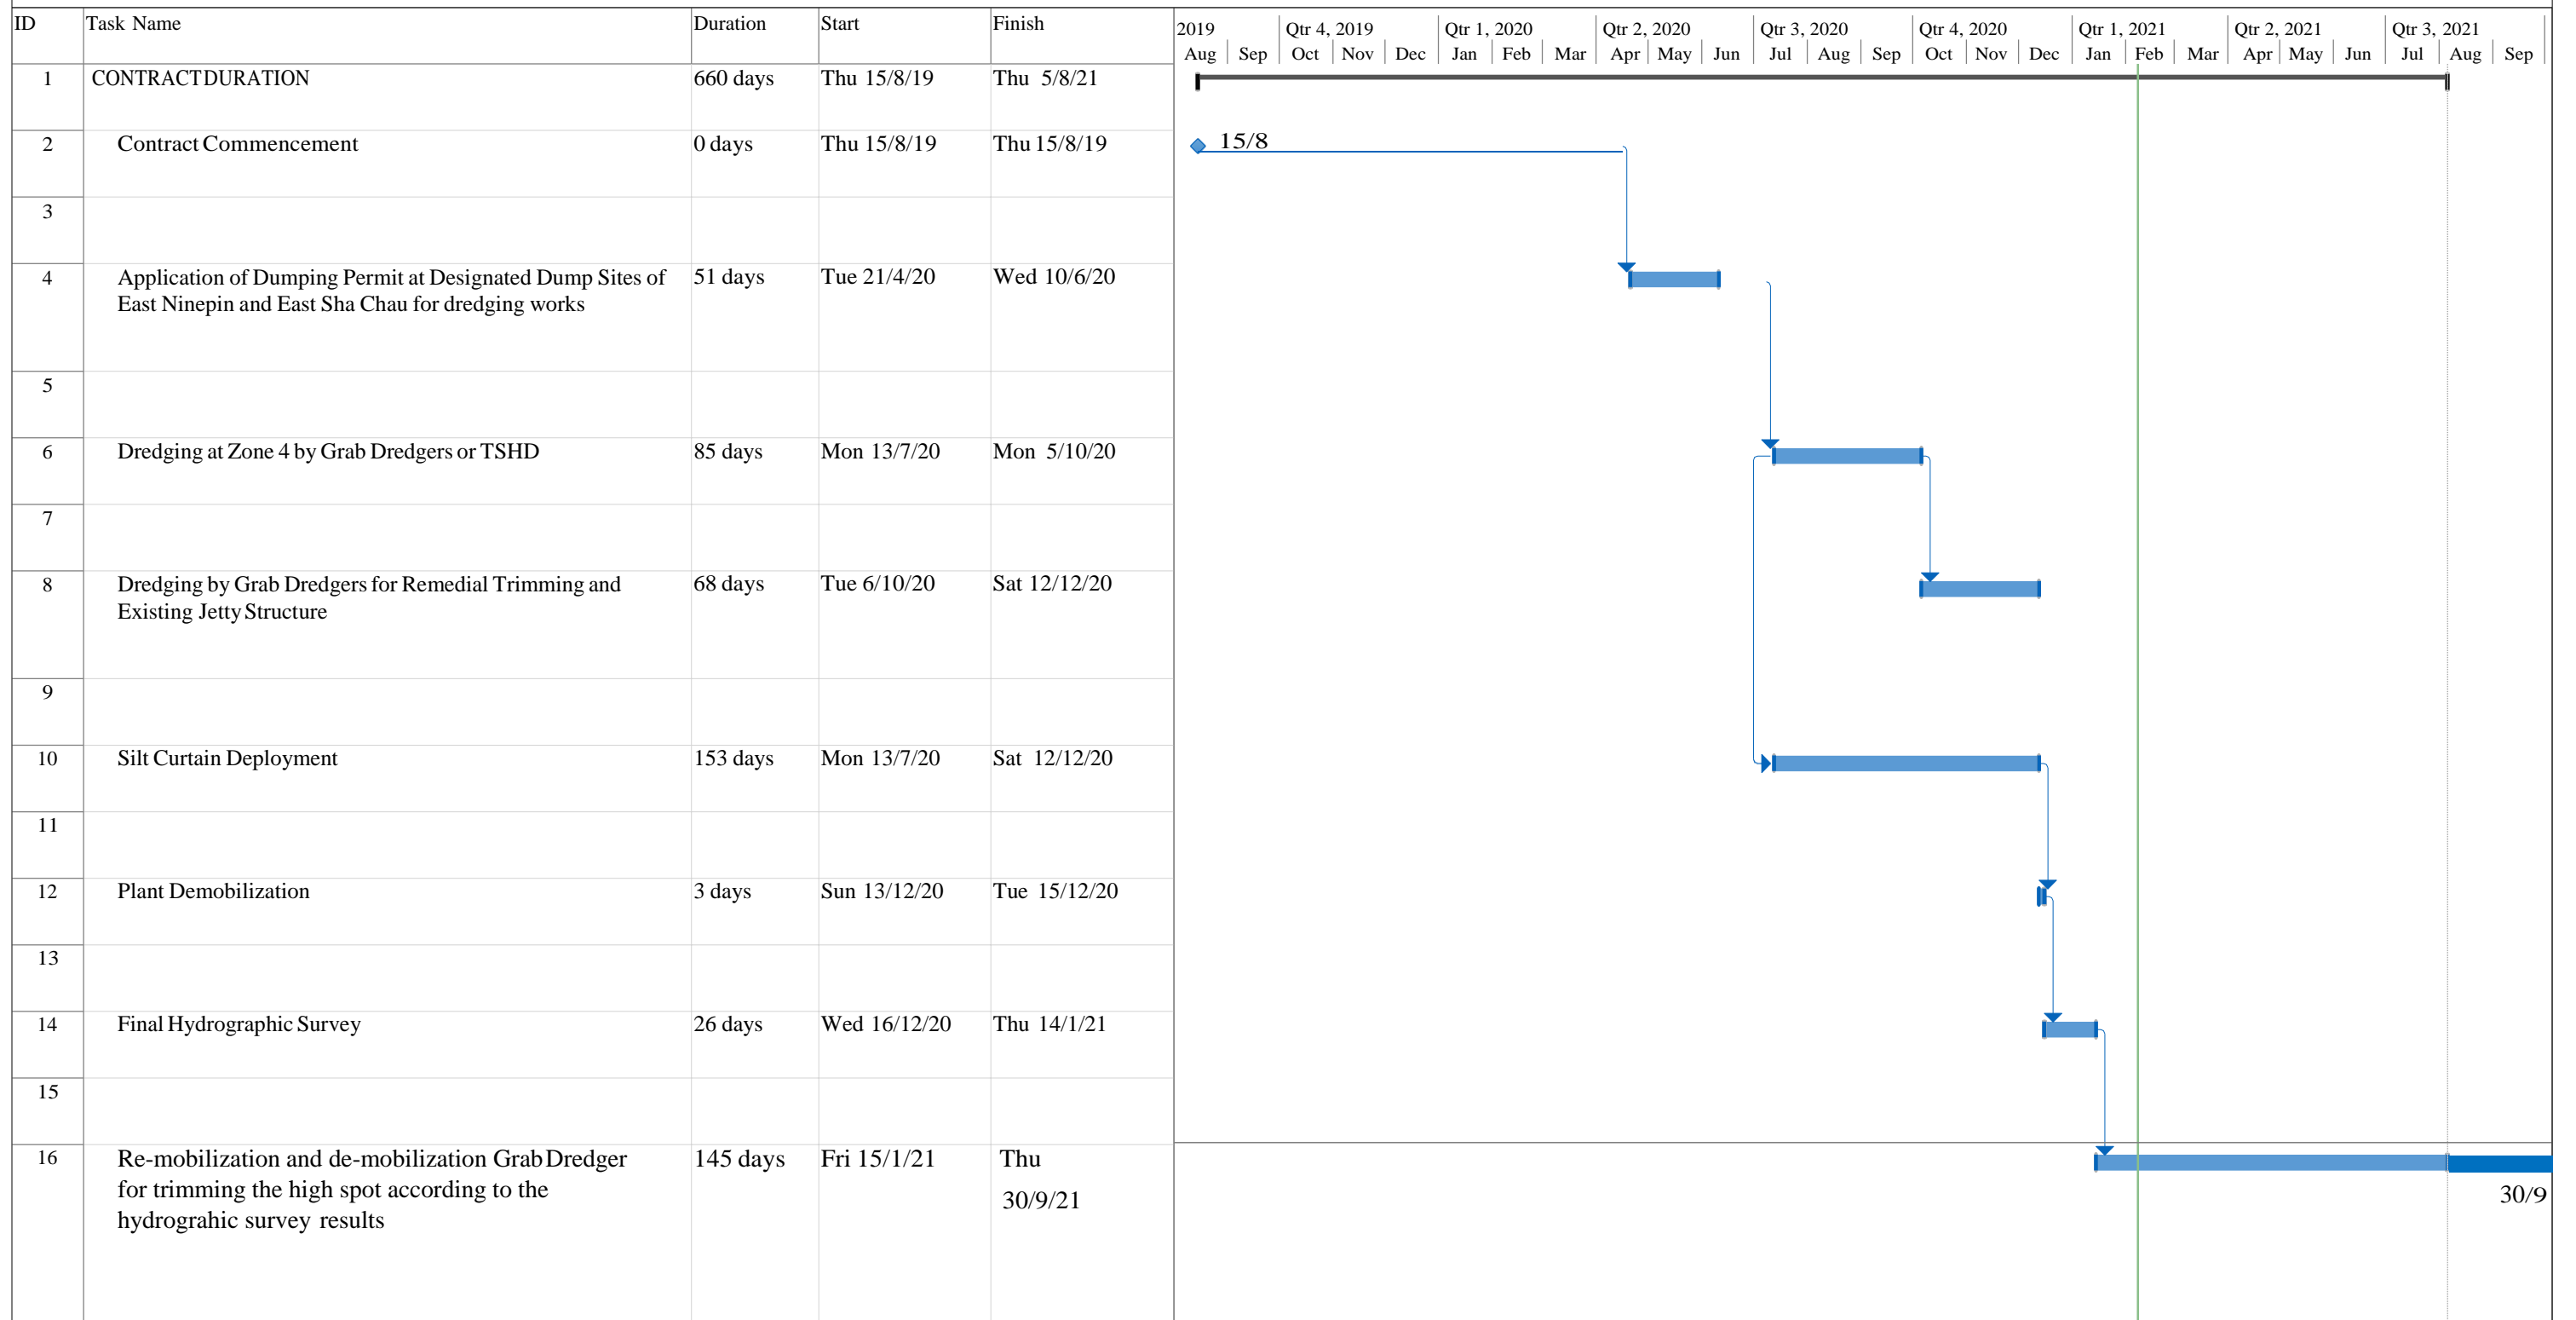 ID Task Name Duration Start Finish
2019 Qtr 4, 2019 Qtr 1, 2020 Qtr 2, 2020 Qtr 3, 2020 Qtr 4, 2020 Qtr 1, 2021 Qtr 2, 2021 Qtr 3, 2021
Aug Sep Oct Nov Dec Jan Feb Mar Apr May Jun Jul Aug Sep Oct Nov Dec Jan Feb Mar Apr May Jun Jul Aug Sep
1 CONTRACT DURATION 660 days Thu 15/8/19 Thu 5/8/21
2 Contract Commencement 0 days Thu 15/8/19 Thu 15/8/19 15/8
3
4 Application of Dumping Permit at Designated Dump Sites of 51 days Tue 21/4/20 Wed 10/6/20
East Ninepin and East Sha Chau for dredging works
5
6 Dredging at Zone 4 by Grab Dredgers or TSHD 85 days Mon 13/7/20 Mon 5/10/20
7
8 Dredging by Grab Dredgers for Remedial Trimming and 68 days Tue 6/10/20 Sat 12/12/20
Existing Jetty Structure
9
10 Silt Curtain Deployment 153 days Mon 13/7/20 Sat 12/12/20
11
12 Plant Demobilization 3 days Sun 13/12/20 Tue 15/12/20
13
14 Final Hydrographic Survey 26 days Wed 16/12/20 Thu 14/1/21
15
16 Re-mobilization and de-mobilization Grab Dredger 145 days Fri 15/1/21 Thu
for trimming the high spot according to the 30/9/21 30/9
hydrograhic survey results